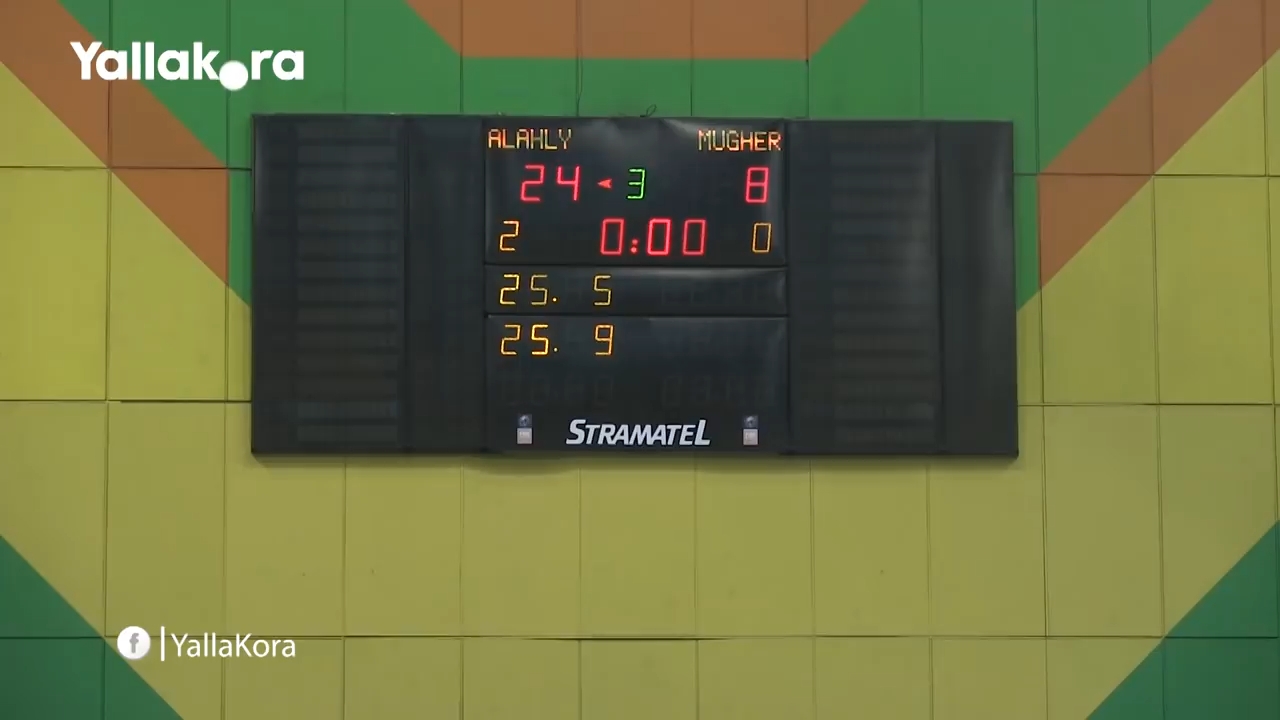 Yallakora
ALAHLY MUGHER
24 3 8
2 0:00 0
25. 5
25. 9
STRAMATEL
f | YallaKora